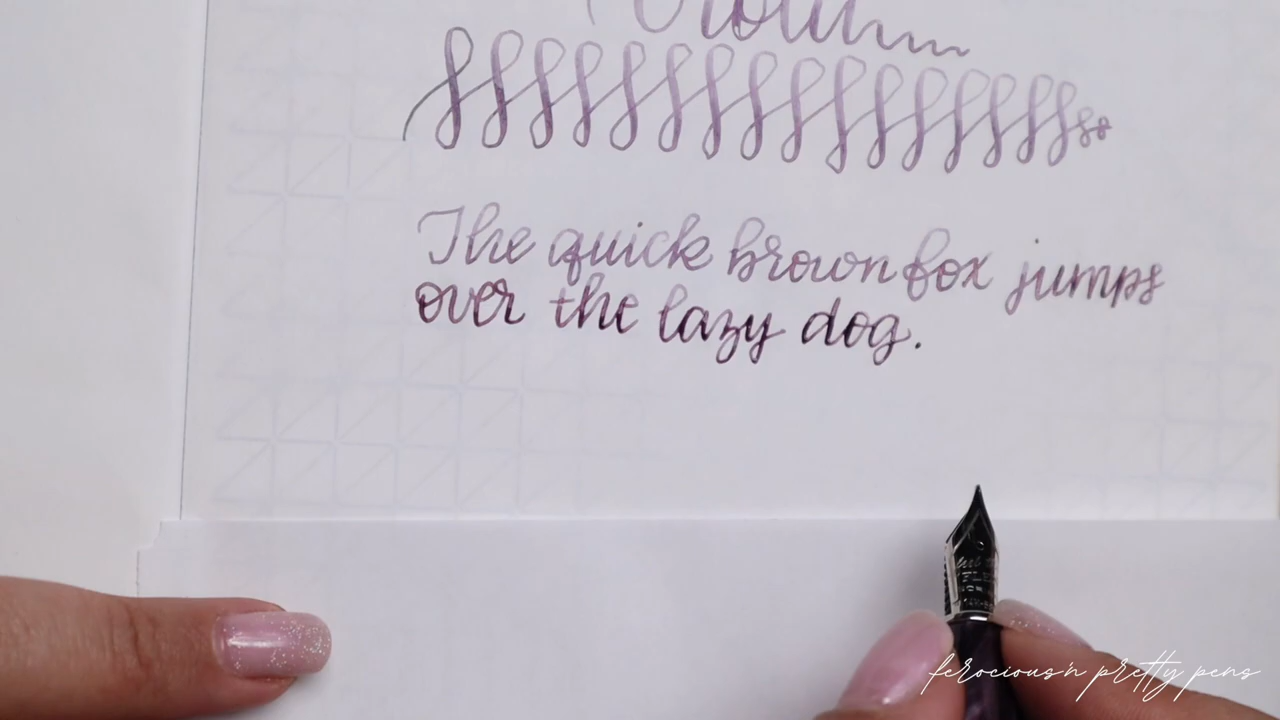 The quick brown fox jumps
over the lazy dog.
ferocious'n pretty pens